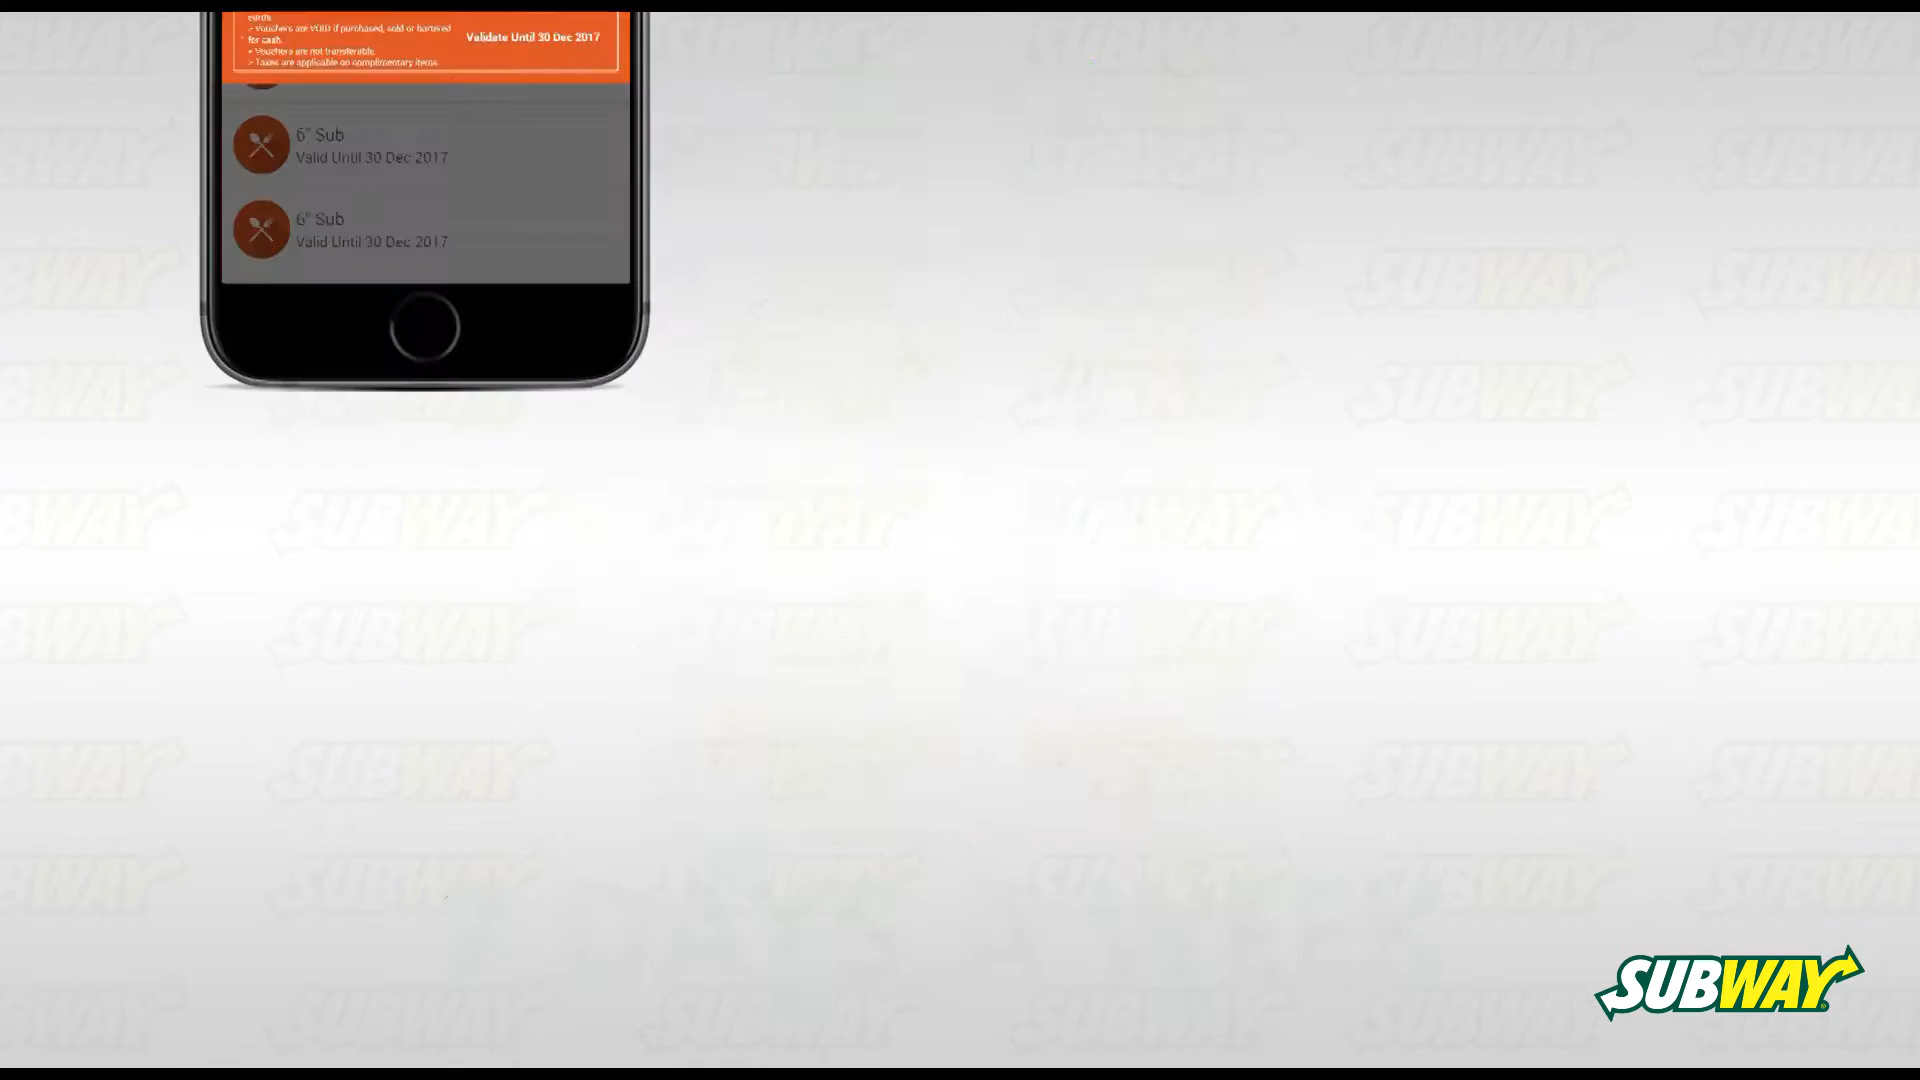 cards.
> Vouchers are VOID if purchased, sold or bartered
for cash.
> Vouchers are not transferable.
> Taxes are applicable on complimentary items.
Validate Until 30 Dec 2017
6" Sub
Valid Until 30 Dec 2017
6" Sub
Valid Until 30 Dec 2017
SUBWAY